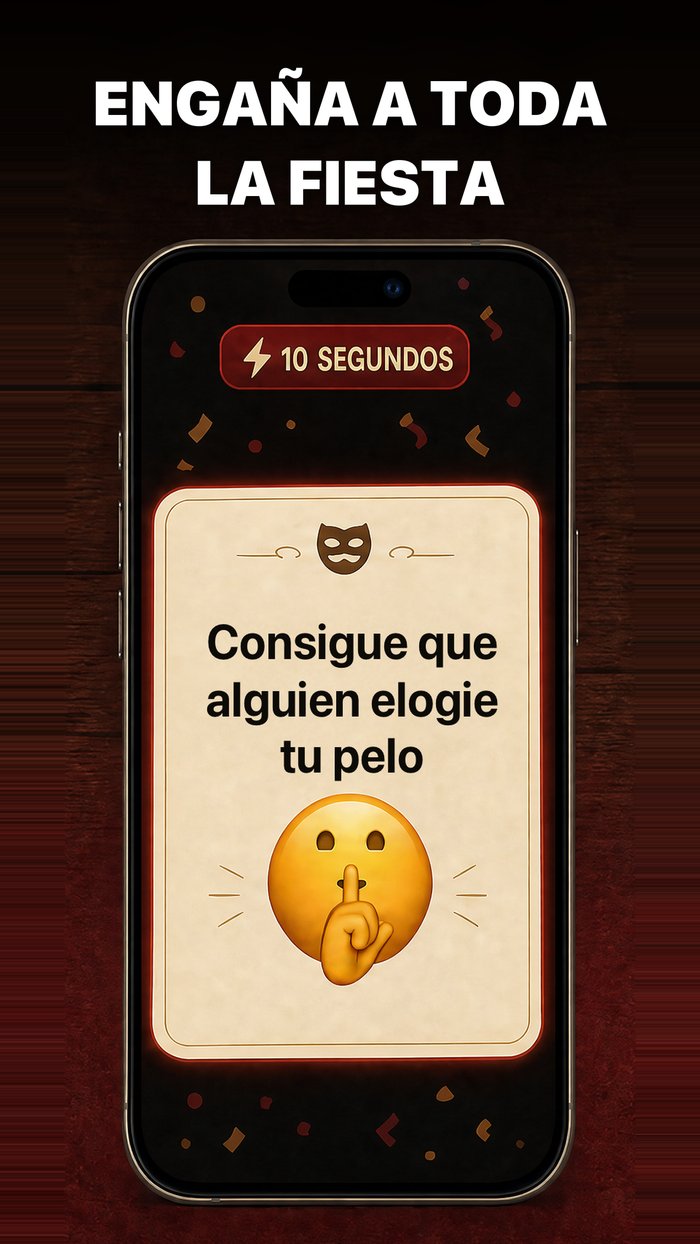 ENGAÑA A TODA
LA FIESTA
10 SEGUNDOS
Consigue que
alguien elogie
tu pelo